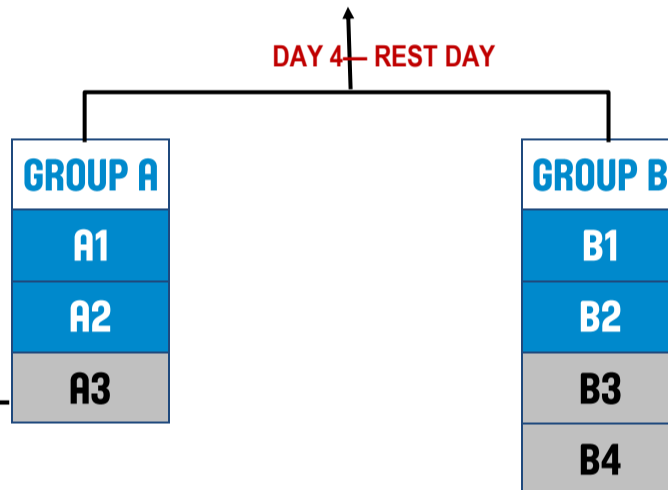 DAY 4— REST DAY
GROUP A
A1
A2
A3
GROUP B
B1
B2
B3
B4